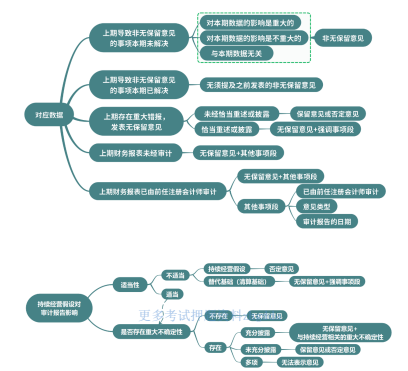 上期导致非无保留意见
的事项本期未解决
对本期数据的影响是重大的
对本期数据的影响是不重大的
与本期数据无关
非无保留意见
上期导致非无保留意见
的事项本期已解决
无须提及之前发表的非无保留意见
对应数据
上期存在重大错报，
发表无保留意见
未经恰当重述或披露
保留意见或否定意见
恰当重述或披露
无保留意见+强调事项段
上期财务报表未经审计
无保留意见+其他事项段
上期财务报表已由前任注册会计师审计
无保留意见+其他事项段
其他事项段
已由前任注册会计师审计
意见类型
审计报告的日期
持续经营假设对
审计报告影响
适当性
不适当
持续经营假设
否定意见
替代基础（清算基础）
无保留意见+强调事项段
适当
更多考试押
是否存在重大不确定性
不存在
无保留意见
存在
充分披露
无保留意见+
与持续经营相关的重大不确定性
未充分披露
保留意见或否定意见
多项
无法表示意见